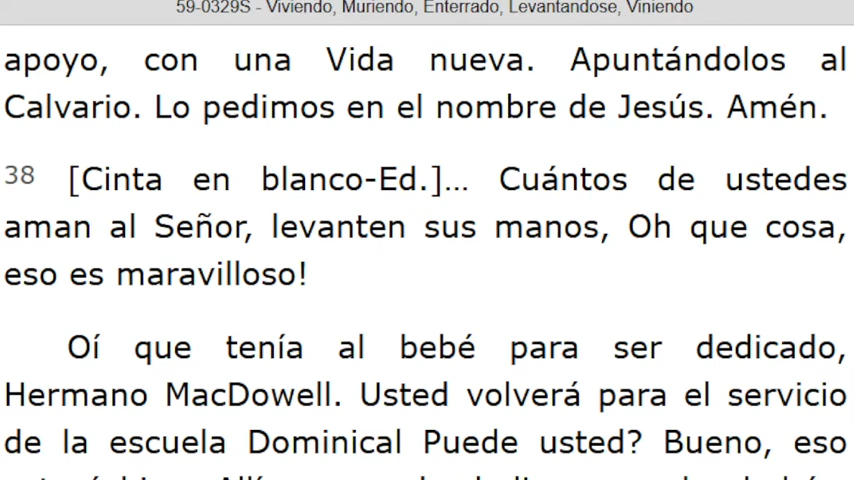 59-0329S - Viviendo, Muriendo, Enterrado, Levantandose, Viniendo
apoyo, con una Vida nueva. Apuntándolos al
Calvario. Lo pedimos en el nombre de Jesús. Amén.
38 [Cinta en blanco-Ed.]... Cuántos de ustedes
aman al Señor, levanten sus manos, Oh que cosa,
eso es maravilloso!
Oí que tenía al bebé para ser dedicado,
Hermano MacDowell. Usted volverá para el servicio
de la escuela Dominical Puede usted? Bueno, eso